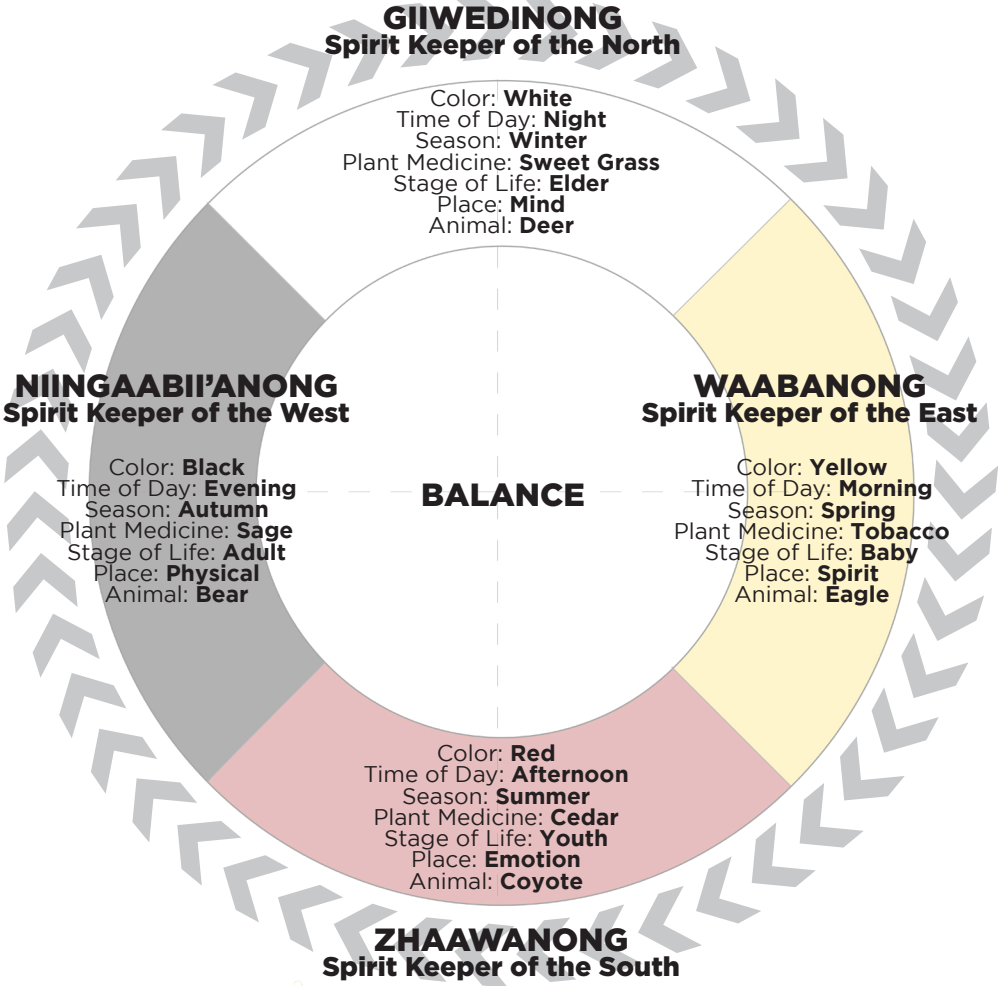 GIIWEDINONG
Spirit Keeper of the North
Color: White
Time of Day: Night
Season: Winter
Plant Medicine: Sweet Grass
Stage of Life: Elder
Place: Mind
Animal: Deer
NIINGAABII’ANONG
Spirit Keeper of the West
Color: Black
Time of Day: Evening
Season: Autumn
Plant Medicine: Sage
Stage of Life: Adult
Place: Physical
Animal: Bear
BALANCE
WAABANONG
Spirit Keeper of the East
Color: Yellow
Time of Day: Morning
Season: Spring
Plant Medicine: Tobacco
Stage of Life: Baby
Place: Spirit
Animal: Eagle
Color: Red
Time of Day: Afternoon
Season: Summer
Plant Medicine: Cedar
Stage of Life: Youth
Place: Emotion
Animal: Coyote
ZHAAWANONG
Spirit Keeper of the South